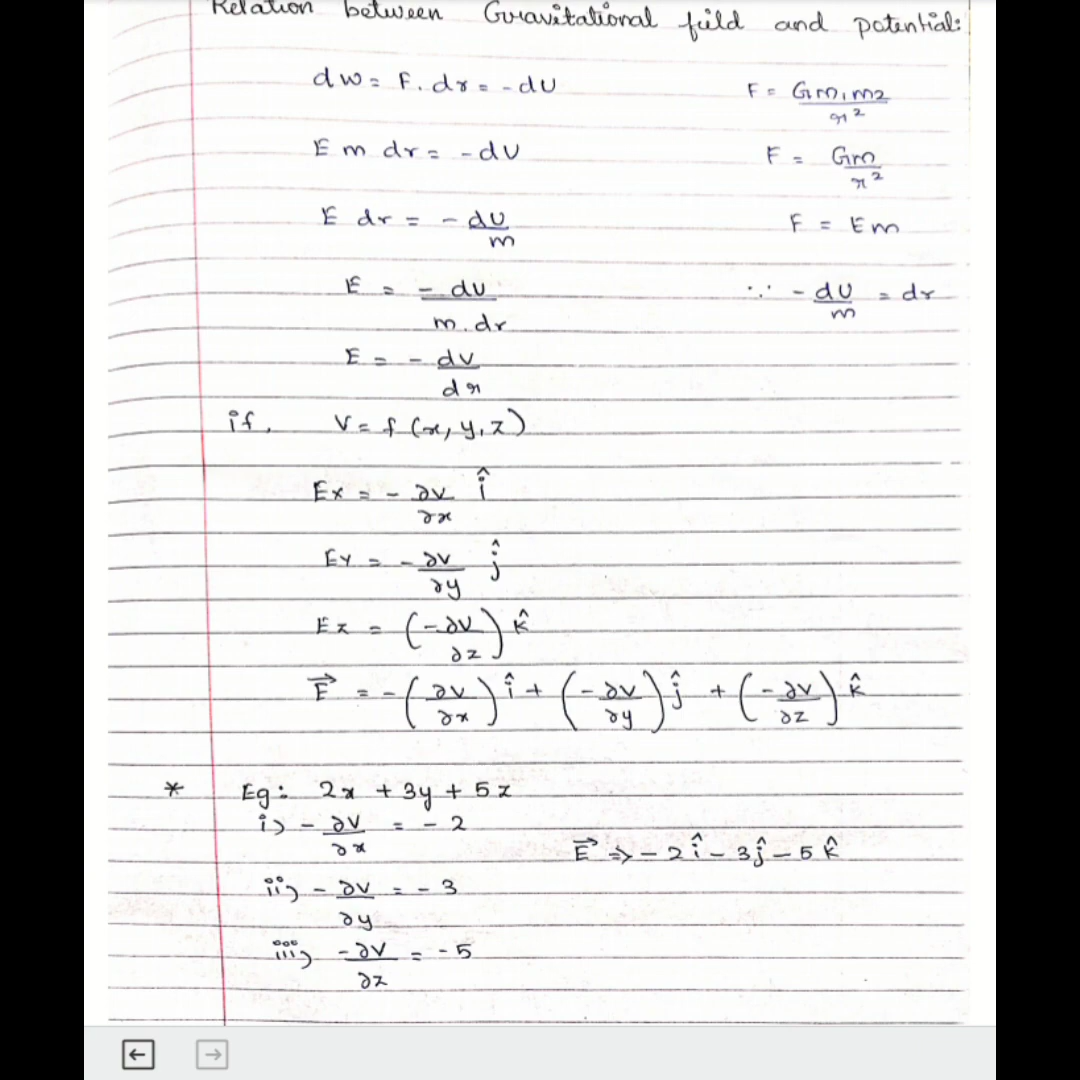 Relation between Gravitational field and potential:
dw = F. dr = - dU
F = Gm1m2/r²
E m dr = - dU
F = Gm/r²
E dr = - dU/m
F = Em
E = - dU/m.dr
∵ - dU/m = dr
E = - dv/dr
if, V = f (x, y, z)
Ex = - ∂v/∂x î
Ey = - ∂v/∂y ĵ
Ez = (-∂v/∂z) k̂
E⃗ = -(∂v/∂x) î + (-∂v/∂y) ĵ + (-∂v/∂z) k̂
* Eg: 2x + 3y + 5z
i) - ∂V/∂x = - 2
E⃗ => - 2î - 3ĵ - 5k̂
ii) - ∂V/∂y = - 3
iii) -∂V/∂z = - 5